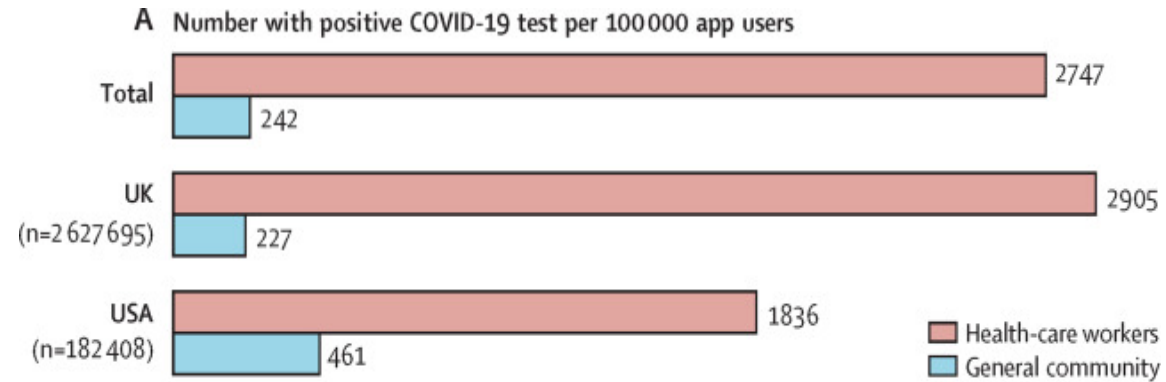 A Number with positive COVID-19 test per 100 000 app users
Total
2747
242
UK
(n=2 627 695)
2905
227
USA
(n=182 408)
1836
461
Health-care workers
General community